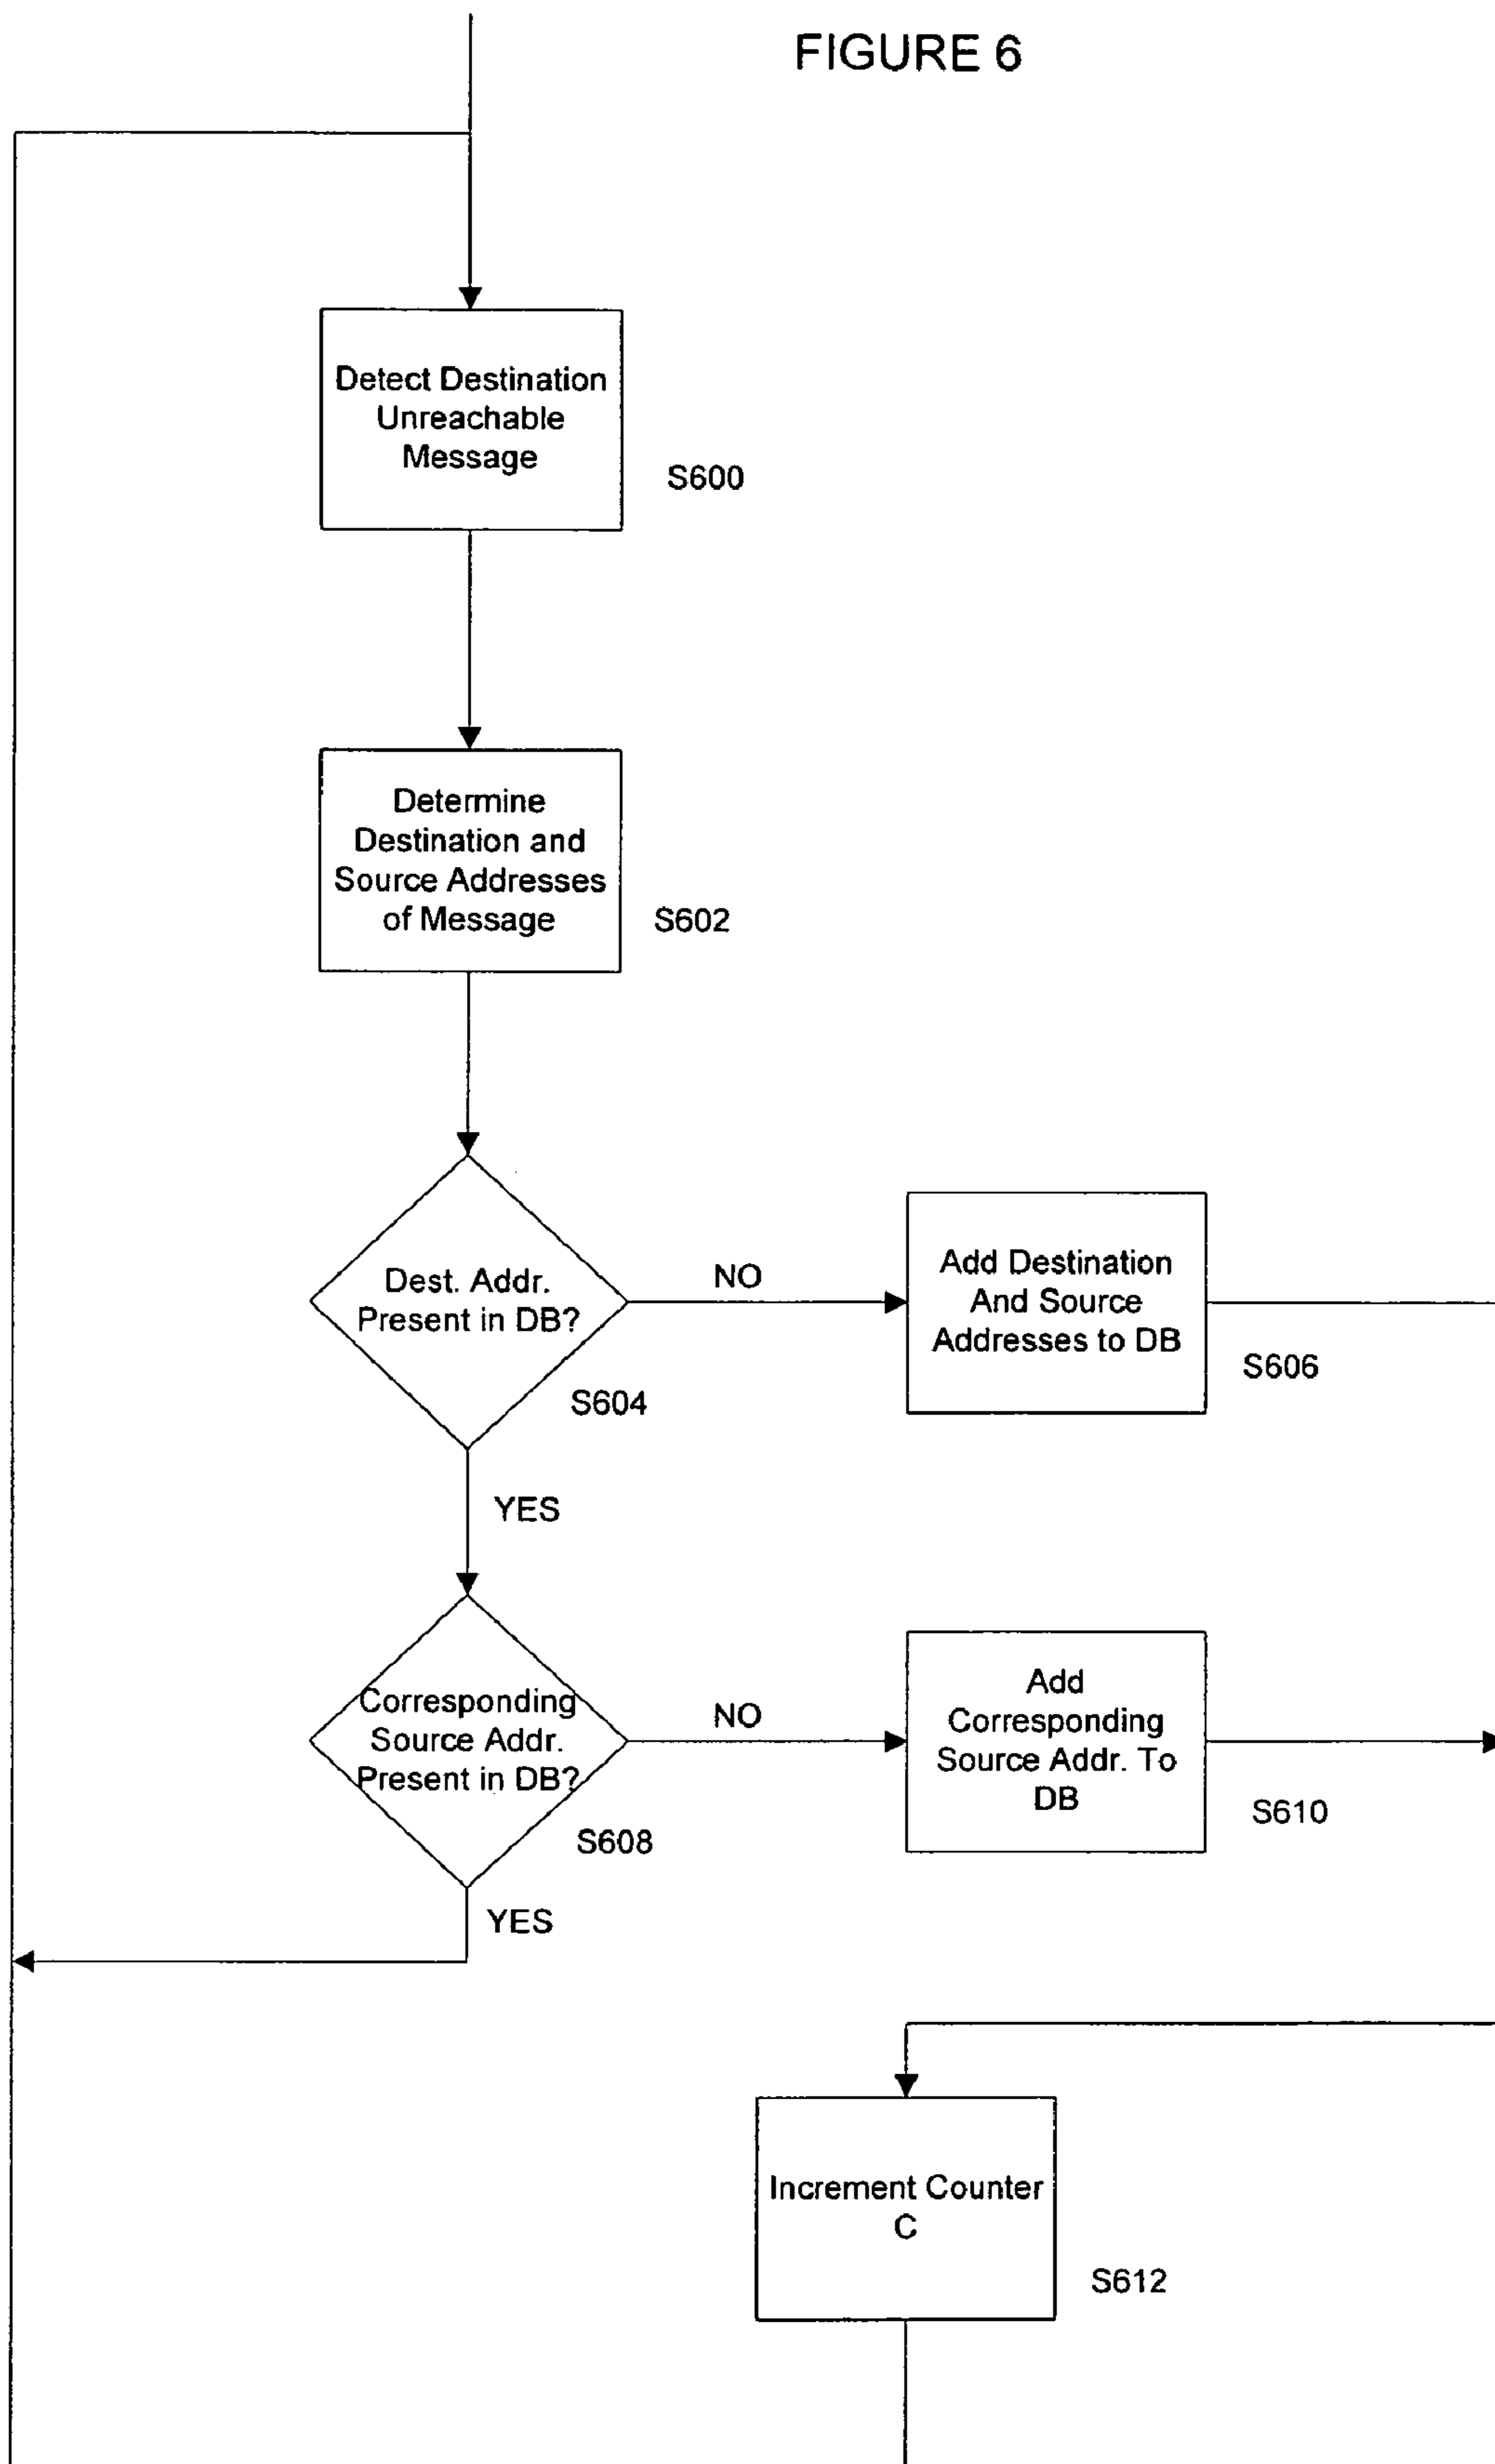 FIGURE 6
Detect Destination
Unreachable
Message
S600
Determine
Destination and
Source Addresses
of Message
S602
Dest. Addr.
Present in DB?
S604
NO
Add Destination
And Source
Addresses to DB
S606
YES
Corresponding
Source Addr.
Present in DB?
S608
NO
Add
Corresponding
Source Addr. To
DB
S610
YES
Increment Counter
C
S612